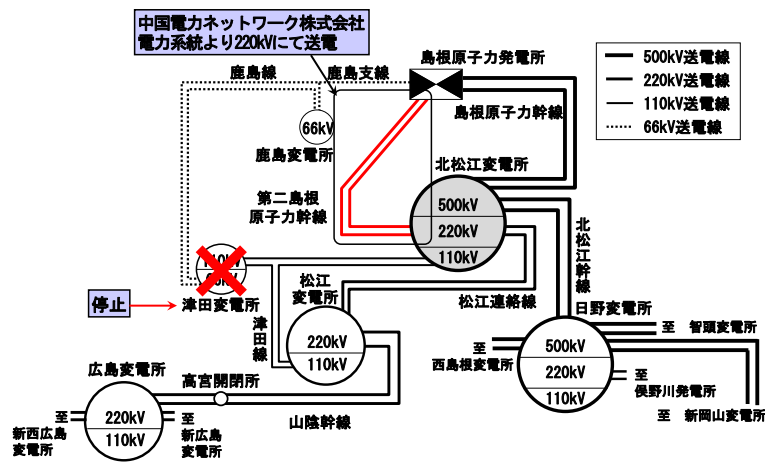 中国電力ネットワーク株式会社
電力系統より220kVにて送電
鹿島線
鹿島支線
島根原子力発電所
500kV送電線
220kV送電線
110kV送電線
66kV送電線
島根原子力幹線
66kV
鹿島変電所
北松江変電所
第二島根
原子力幹線
500kV
220kV
110kV
北松江幹線
110kV
津田変電所
停止
松江
変電所
松江連絡線
日野変電所
津田線
220kV
110kV
500kV
220kV
110kV
至 智頭変電所
至
西島根変電所
至
俣野川発電所
至 新岡山変電所
広島変電所
高宮開閉所
山陰幹線
220kV
110kV
至
新西広島
変電所
至
新広島
変電所